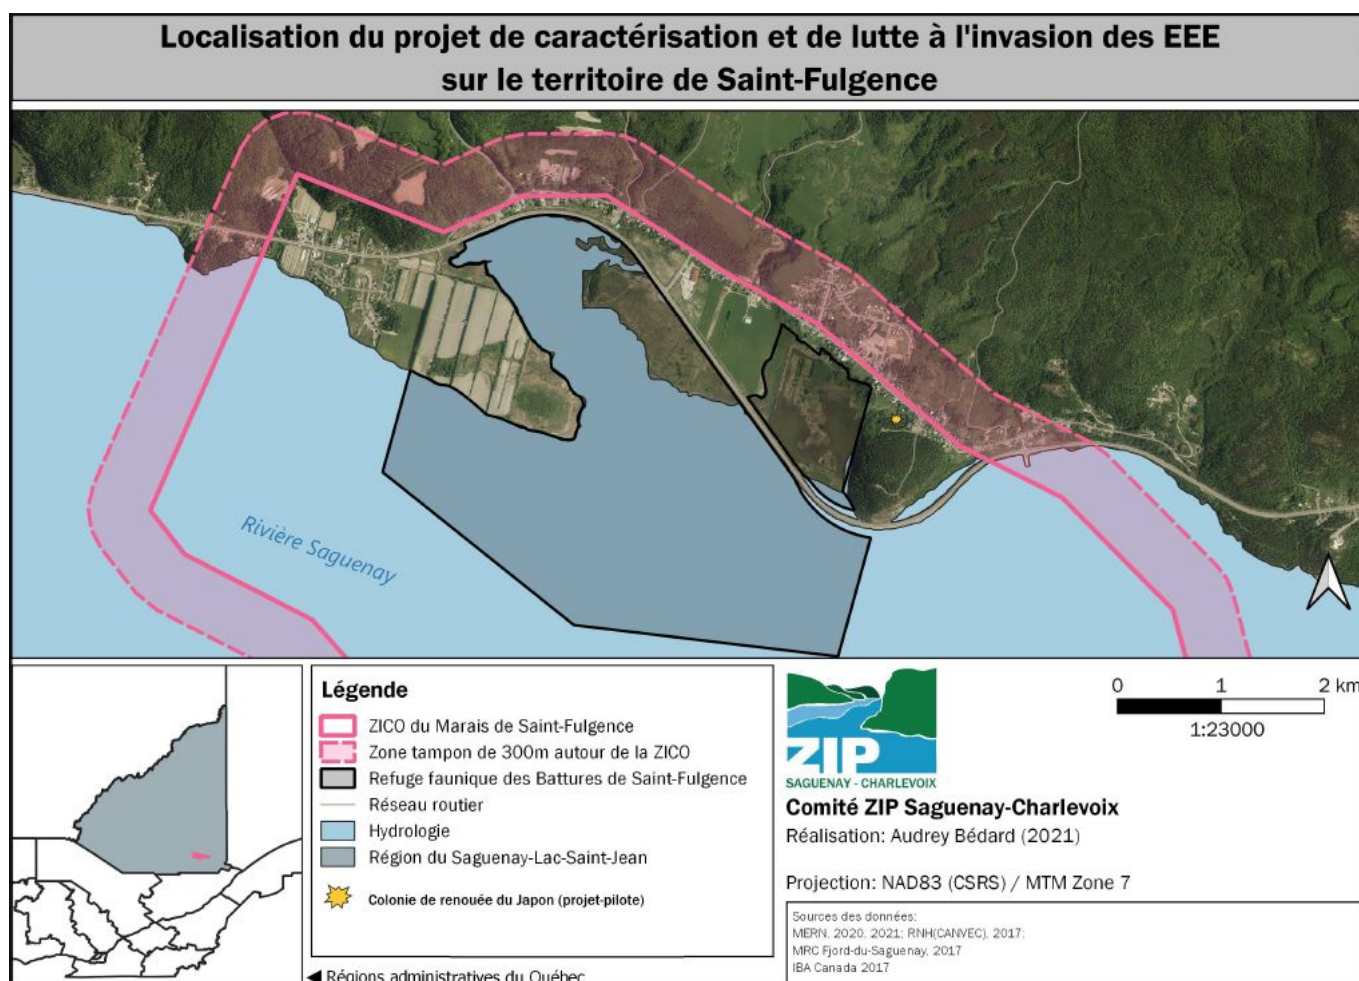 Localisation du projet de caractérisation et de lutte à l'invasion des EEE
sur le territoire de Saint-Fulgence
Rivière Saguenay
Légende
ZICO du Marais de Saint-Fulgence
Zone tampon de 300m autour de la ZICO
Refuge faunique des Battures de Saint-Fulgence
Réseau routier
Hydrologie
Région du Saguenay-Lac-Saint-Jean
Colonie de renouée du Japon (projet-pilote)
◄ Régions administratives du Québec
ZIP
SAGUENAY - CHARLEVOIX
Comité ZIP Saguenay-Charlevoix
Réalisation: Audrey Bédard (2021)
Projection: NAD83 (CSRS) / MTM Zone 7
0 1 2 km
1:23000
Sources des données:
MERN, 2020, 2021; RNH(CANVEC), 2017;
MRC Fjord-du-Saguenay, 2017
IBA Canada 2017